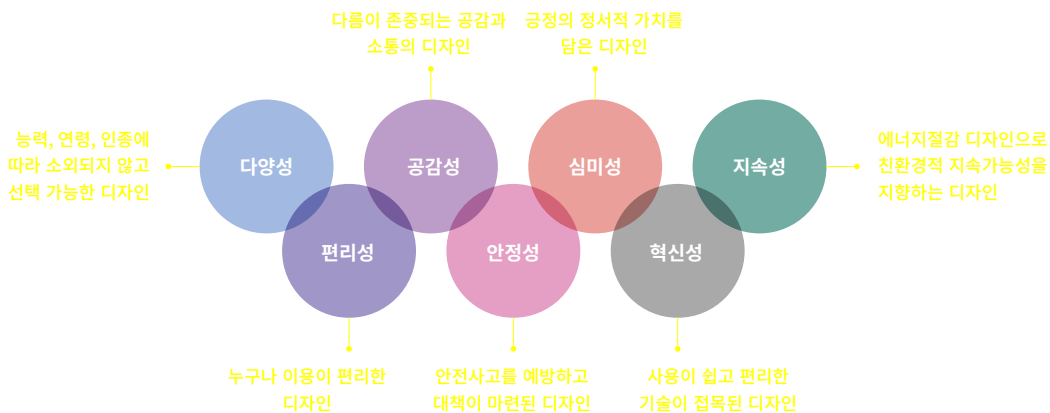 다름이 존중되는 공감과
소통의 디자인
긍정의 정서적 가치를
담은 디자인
능력, 연령, 인종에
따라 소외되지 않고
선택 가능한 디자인
다양성
공감성
심미성
지속성
에너지절감 디자인으로
친환경적 지속가능성을
지향하는 디자인
편리성
안정성
혁신성
누구나 이용이 편리한
디자인
안전사고를 예방하고
대책이 마련된 디자인
사용이 쉽고 편리한
기술이 접목된 디자인